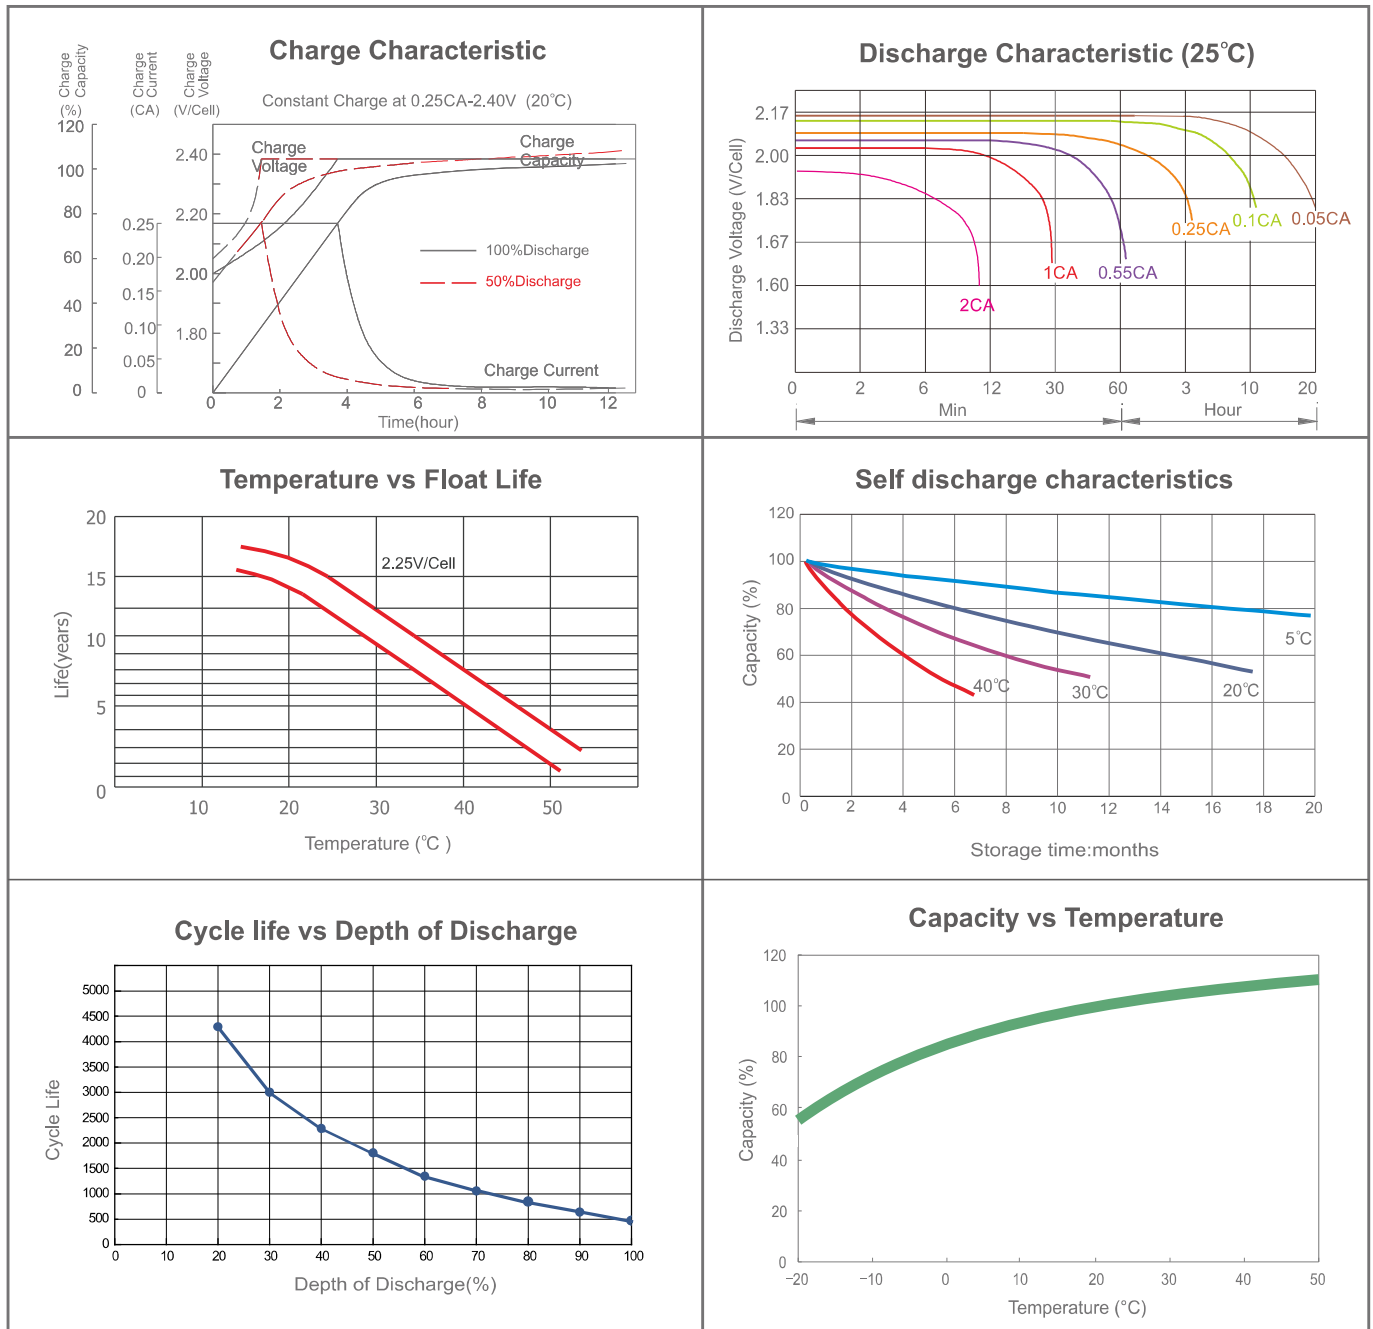 Charge Characteristic
Charge Capacity (%)
Charge Current (CA)
Charge Voltage (V/Cell)
Constant Charge at 0.25CA-2.40V (20℃)
120
100
80
60
40
20
0
0.25
0.20
0.15
0.10
0.05
0
2.40
2.20
2.00
1.80
Charge Voltage
Charge Capacity
100%Discharge
50%Discharge
Charge Current
0 2 4 6 8 10 12
Time(hour)
Discharge Characteristic (25℃)
Discharge Voltage (V/Cell)
2.17
2.00
1.83
1.67
1.60
1.33
0
2CA
1CA
0.55CA
0.25CA
0.1CA
0.05CA
0 2 6 12 30 60 3 10 20
Min Hour
Temperature vs Float Life
Life(years)
20
15
10
5
0
2.25V/Cell
10 20 30 40 50
Temperature (℃ )
Self discharge characteristics
Capacity (%)
120
100
80
60
40
20
0
5℃
20℃
30℃
40℃
0 2 4 6 8 10 12 14 16 18 20
Storage time:months
Cycle life vs Depth of Discharge
Cycle Life
5000
4500
4000
3500
3000
2500
2000
1500
1000
500
0
0 10 20 30 40 50 60 70 80 90 100
Depth of Discharge(%)
Capacity vs Temperature
Capacity (%)
120
100
80
60
40
20
0
−20 −10 0 10 20 30 40 50
Temperature (°C)